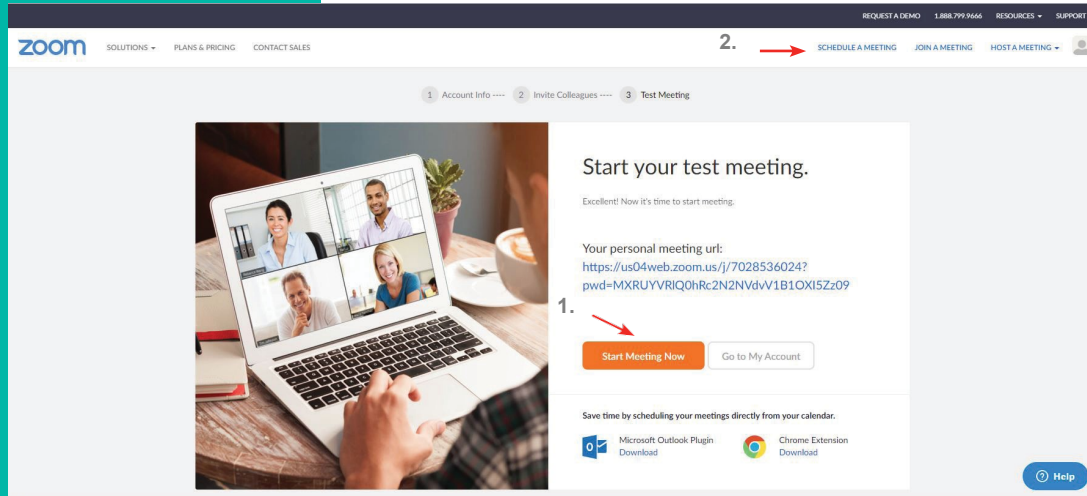 REQUEST A DEMO 1.888.799.9666 RESOURCES SUPPORT
zoom SOLUTIONS PLANS & PRICING CONTACT SALES 2. SCHEDULE A MEETING JOIN A MEETING HOST A MEETING
1 Account Info ---- 2 Invite Colleagues ---- 3 Test Meeting
Start your test meeting.
Excellent! Now it's time to start meeting.
Your personal meeting url:
https://us04web.zoom.us/j/7028536024?
pwd=MXRUYVRlQ0hRc2N2NVdvV1B1OXI5Zz09
1.
Start Meeting Now Go to My Account
Save time by scheduling your meetings directly from your calendar.
Microsoft Outlook Plugin Chrome Extension
Download Download
Help